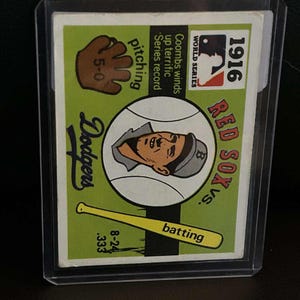 1916
WORLD SERIES
RED SOX vs.
Dodgers
Coombs winds
up terrific
Series record
pitching
5-0
B
batting
8-24
.333